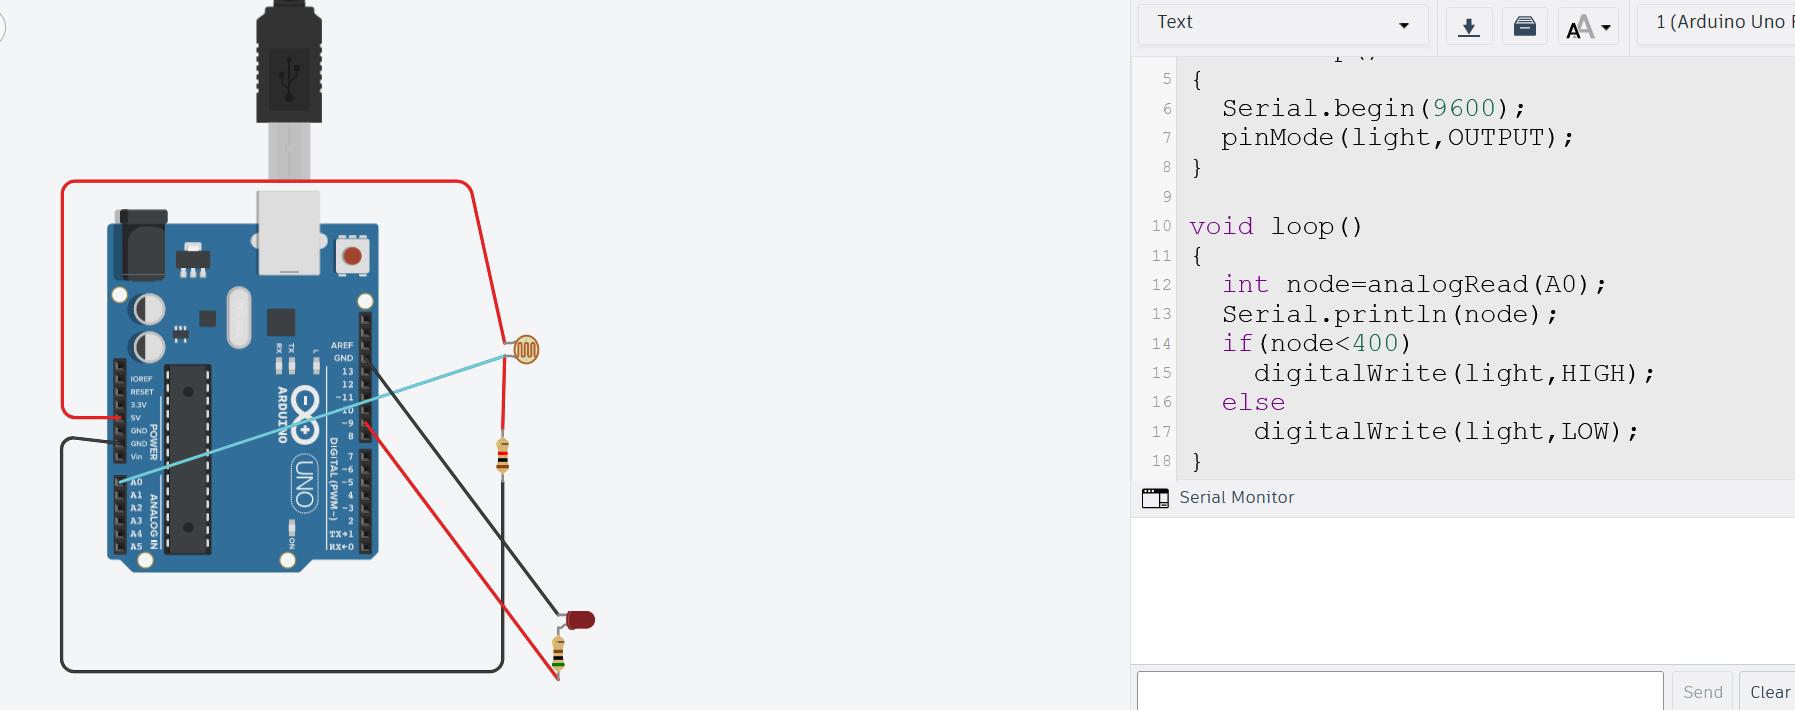 Text
1 (Arduino Uno
5 {
6 Serial.begin(9600);
7 pinMode(light,OUTPUT);
8 }
9
10 void loop()
11 {
12 int node=analogRead(A0);
13 Serial.println(node);
14 if(node<400)
15 digitalWrite(light,HIGH);
16 else
17 digitalWrite(light,LOW);
18 }
Serial Monitor
Send
Clear
AREF
GND
13
12
~11
10
~9
8
7
~6
~5
4
~3
2
TX→1
RX←0
DIGITAL (PWM~)
IOREF
RESET
3.3V
5V
GND
GND
Vin
POWER
A0
A1
A2
A3
A4
A5
ANALOG IN
RX
TX
L
ARDUINO
UNO
ON